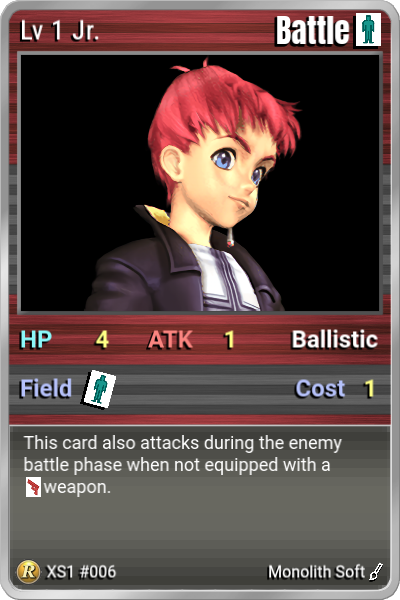 Lv 1 Jr. Battle
HP 4 ATK 1 Ballistic
Field Cost 1
This card also attacks during the enemy
battle phase when not equipped with a
weapon.
R XS1 #006 Monolith Soft